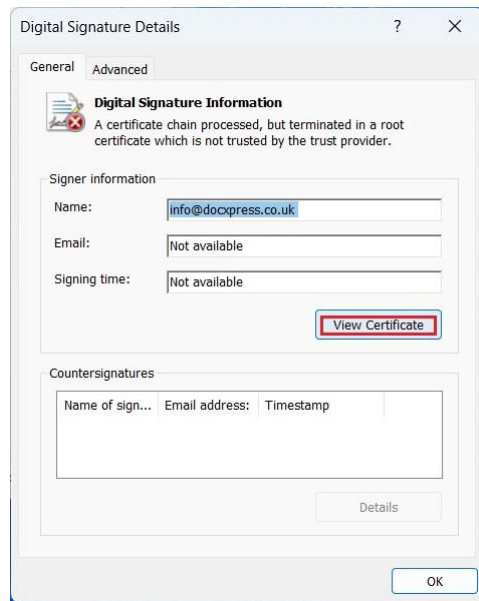 Digital Signature Details
General Advanced
Digital Signature Information
A certificate chain processed, but terminated in a root
certificate which is not trusted by the trust provider.
Signer information
Name: info@docxpress.co.uk
Email: Not available
Signing time: Not available
View Certificate
Countersignatures
Name of sign... Email address: Timestamp
Details
OK